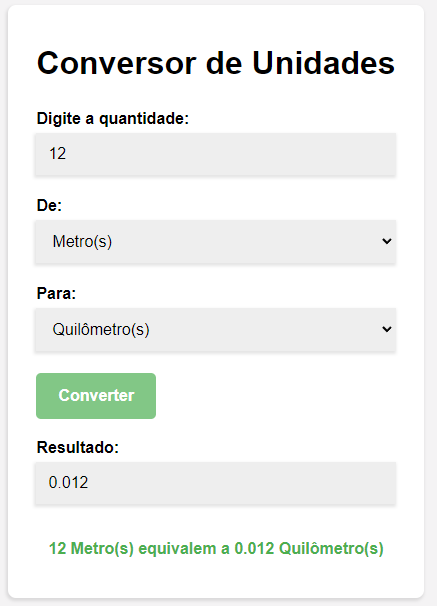 Conversor de Unidades
Digite a quantidade:
12
De:
Metro(s)
Para:
Quilômetro(s)
Converter
Resultado:
0.012
12 Metro(s) equivalem a 0.012 Quilômetro(s)